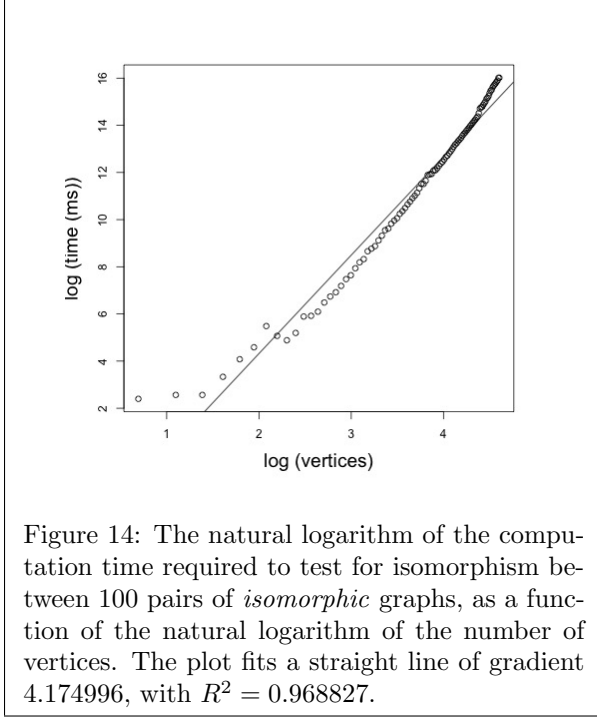 16
14
12
10
8
6
4
2
log (time (ms))
1 2 3 4
log (vertices)
Figure 14: The natural logarithm of the compu-
tation time required to test for isomorphism be-
tween 100 pairs of isomorphic graphs, as a func-
tion of the natural logarithm of the number of
vertices. The plot fits a straight line of gradient
4.174996, with R² = 0.968827.